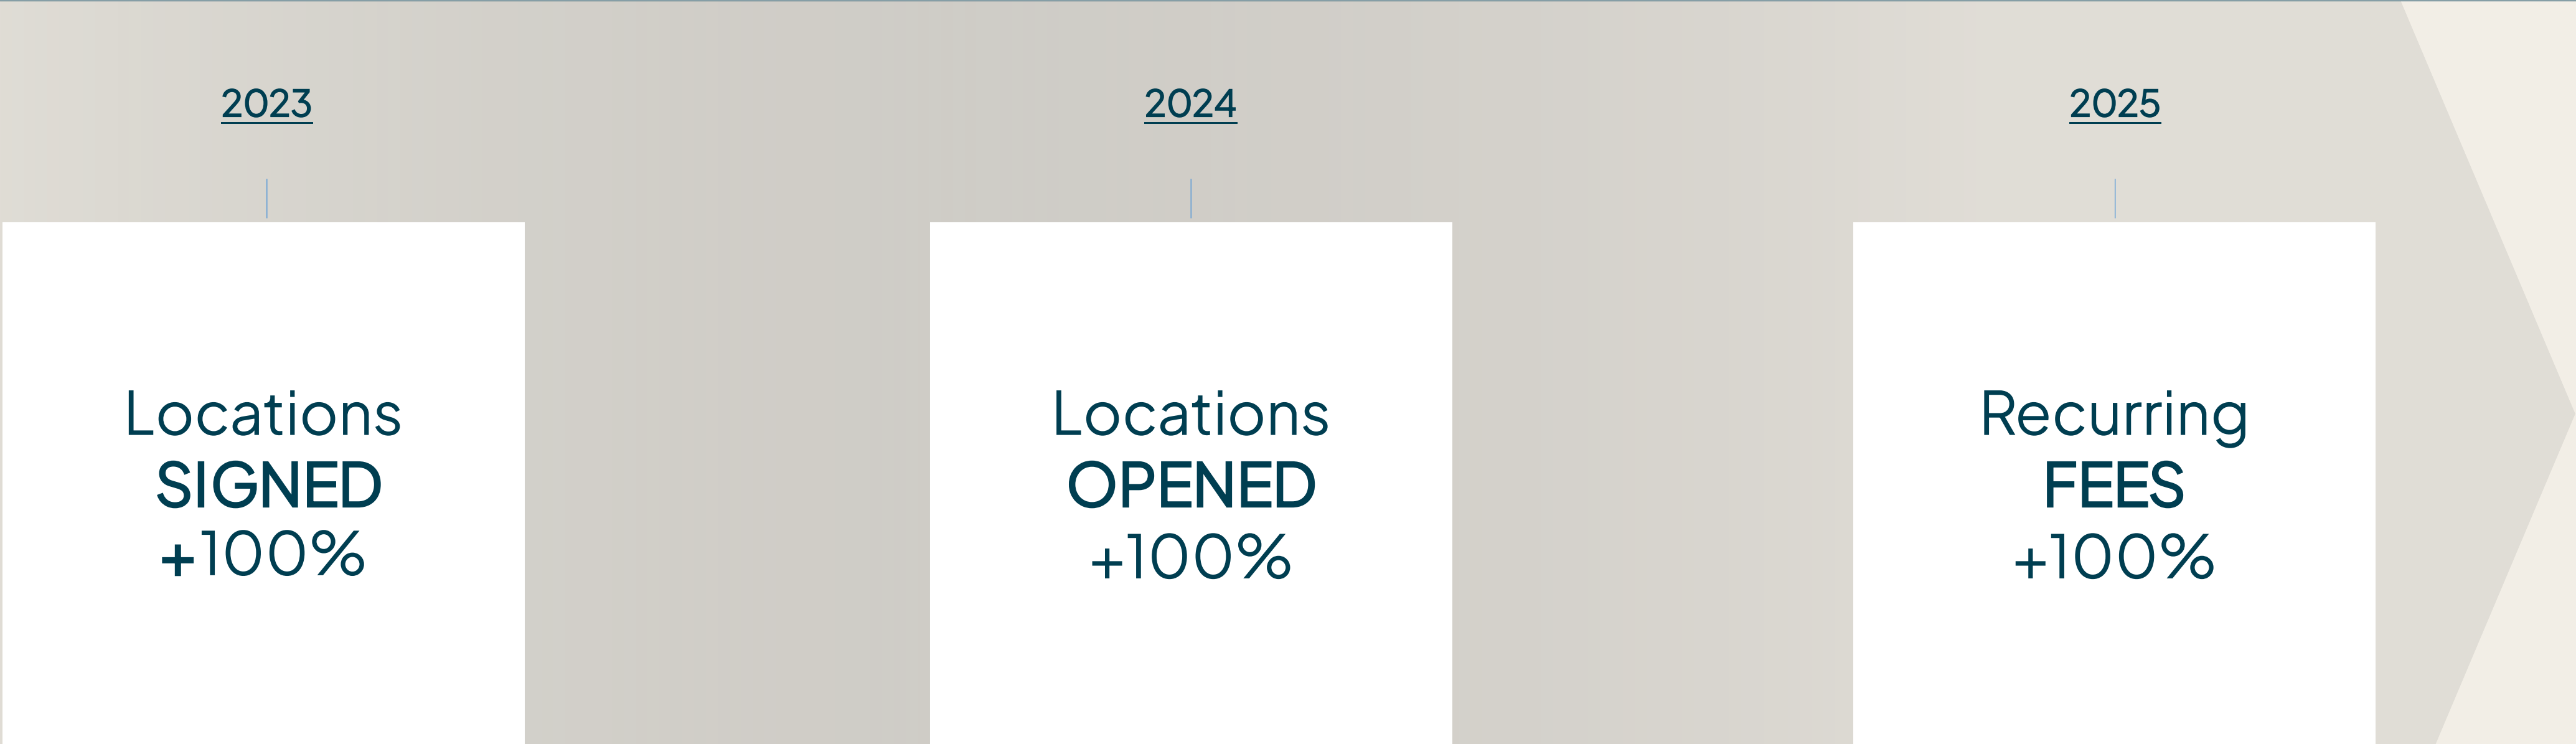 2023
Locations
SIGNED
+100%
2024
Locations
OPENED
+100%
2025
Recurring
FEES
+100%